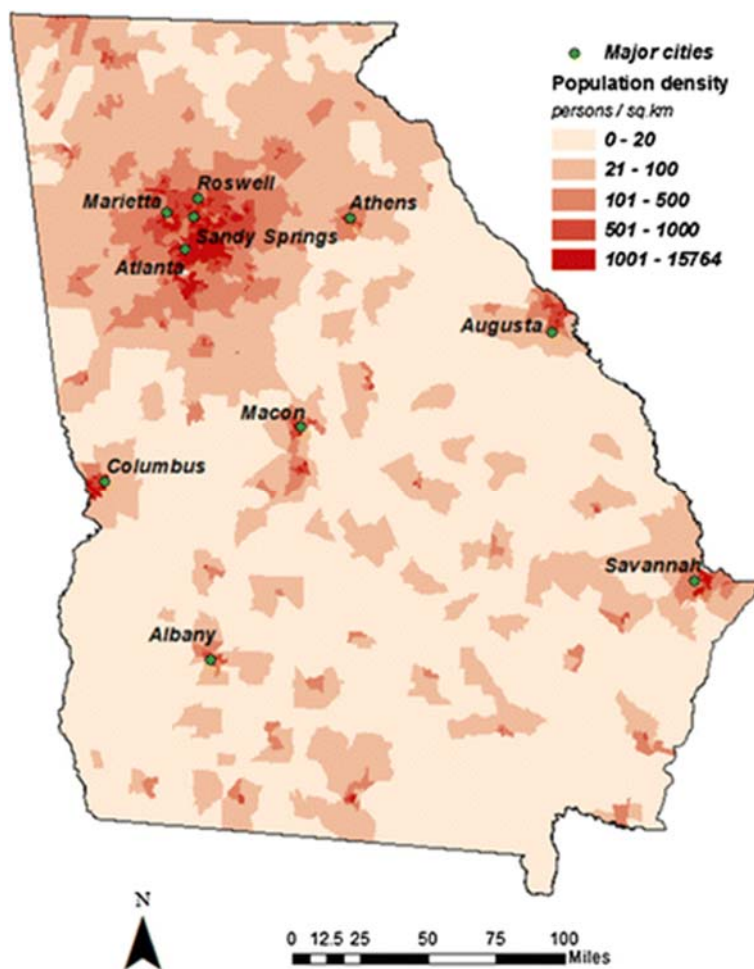 Major cities
Population density
persons / sq.km
0 - 20
21 - 100
101 - 500
501 - 1000
1001 - 15764
Roswell
Marietta
Athens
Sandy Springs
Atlanta
Augusta
Macon
Columbus
Savannah
Albany
N
0 12.5 25 50 75 100
Miles